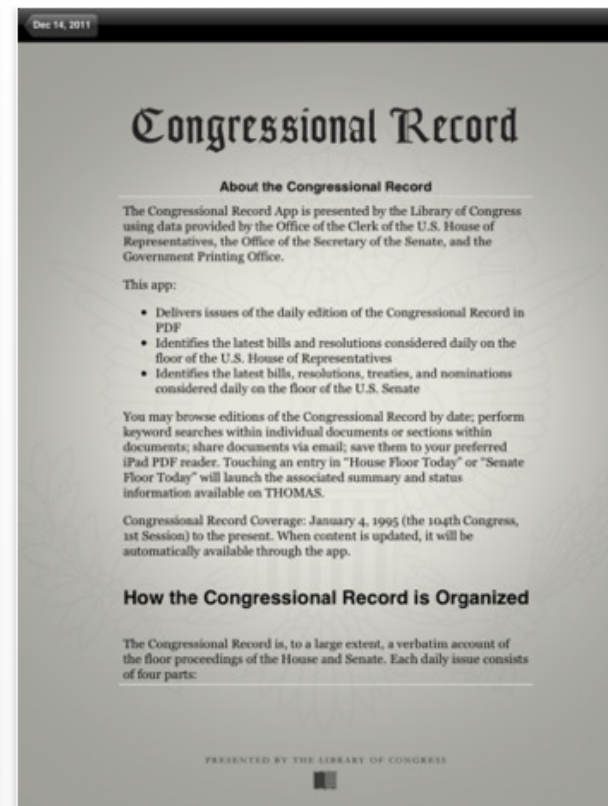 Dec 14, 2011
Congressional Record
About the Congressional Record
The Congressional Record App is presented by the Library of Congress
using data provided by the Office of the Clerk of the U.S. House of
Representatives, the Office of the Secretary of the Senate, and the
Government Printing Office.
This app:
• Delivers issues of the daily edition of the Congressional Record in
PDF
• Identifies the latest bills and resolutions considered daily on the
floor of the U.S. House of Representatives
• Identifies the latest bills, resolutions, treaties, and nominations
considered daily on the floor of the U.S. Senate
You may browse editions of the Congressional Record by date; perform
keyword searches within individual documents or sections within
documents; share documents via email; save them to your preferred
iPad PDF reader. Touching an entry in "House Floor Today" or "Senate
Floor Today" will launch the associated summary and status
information available on THOMAS.
Congressional Record Coverage: January 4, 1995 (the 104th Congress,
1st Session) to the present. When content is updated, it will be
automatically available through the app.
How the Congressional Record is Organized
The Congressional Record is, to a large extent, a verbatim account of
the floor proceedings of the House and Senate. Each daily issue consists
of four parts:
PRESENTED BY THE LIBRARY OF CONGRESS